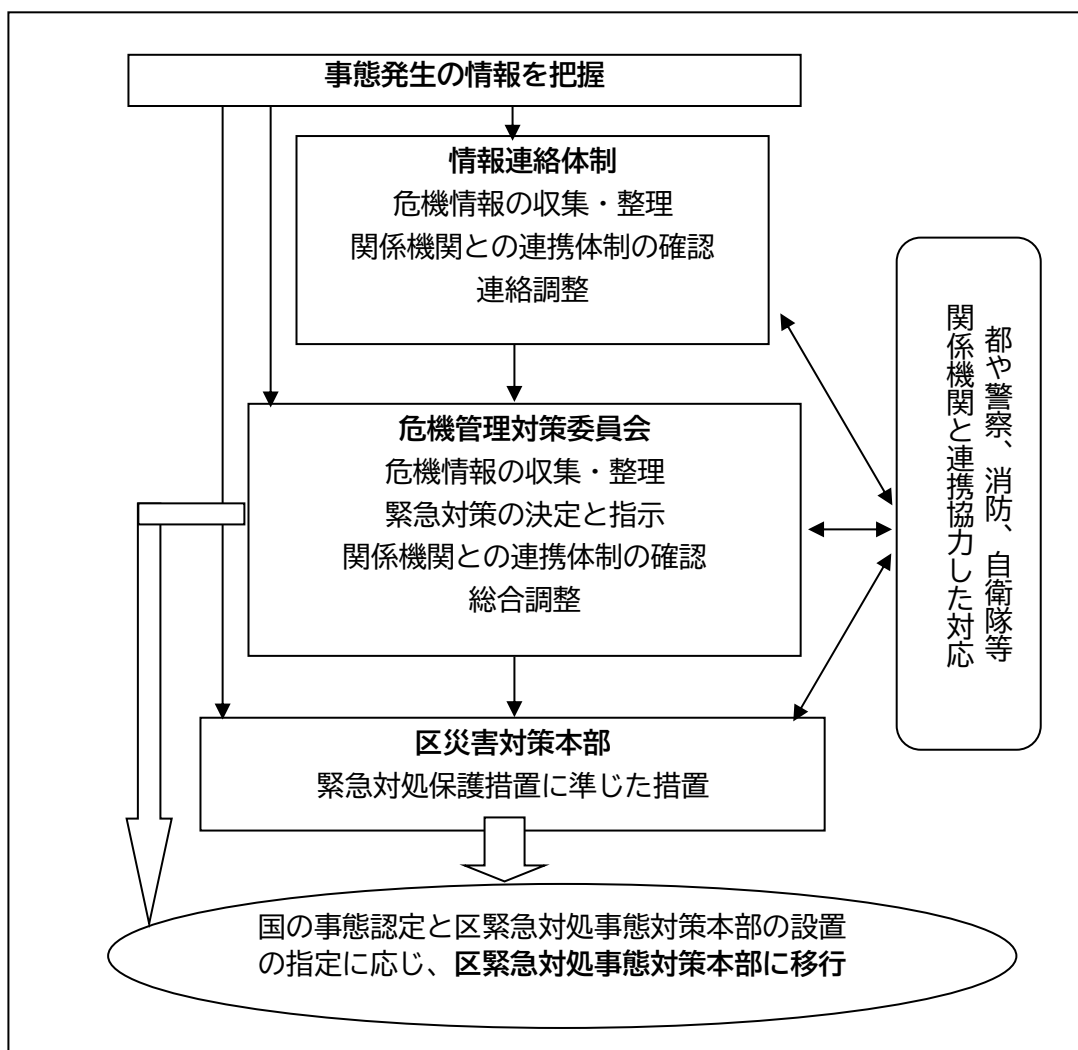 事態発生の情報を把握
情報連絡体制
危機情報の収集・整理
関係機関との連携体制の確認
連絡調整
危機管理対策委員会
危機情報の収集・整理
緊急対策の決定と指示
関係機関との連携体制の確認
総合調整
都や警察、消防、自衛隊等
関係機関と連携協力した対応
区災害対策本部
緊急対処保護措置に準じた措置
国の事態認定と区緊急対処事態対策本部の設置
の指定に応じ、区緊急対処事態対策本部に移行